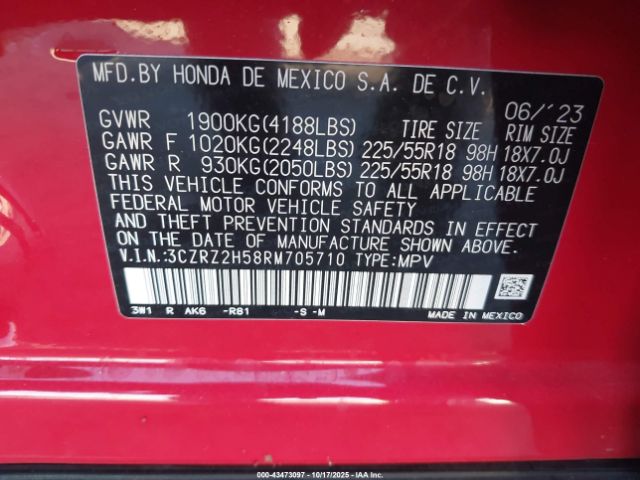 MFD.BY HONDA DE MEXICO S.A. DE C.V.
06/'23
GVWR 1900KG(4188LBS) TIRE SIZE RIM SIZE
GAWR F 1020KG(2248LBS) 225/55R18 98H 18X7.0J
GAWR R 930KG(2050LBS) 225/55R18 98H 18X7.0J
THIS VEHICLE CONFORMS TO ALL APPLICABLE
FEDERAL MOTOR VEHICLE SAFETY
AND THEFT PREVENTION STANDARDS IN EFFECT
ON THE DATE OF MANUFACTURE SHOWN ABOVE.
V.I.N.:3CZRZ2H58RM705710 TYPE:MPV
3W1 R AK6 -R81 -S -M MADE IN MEXICO
000-43473097 - 10/17/2025 - IAA Inc.